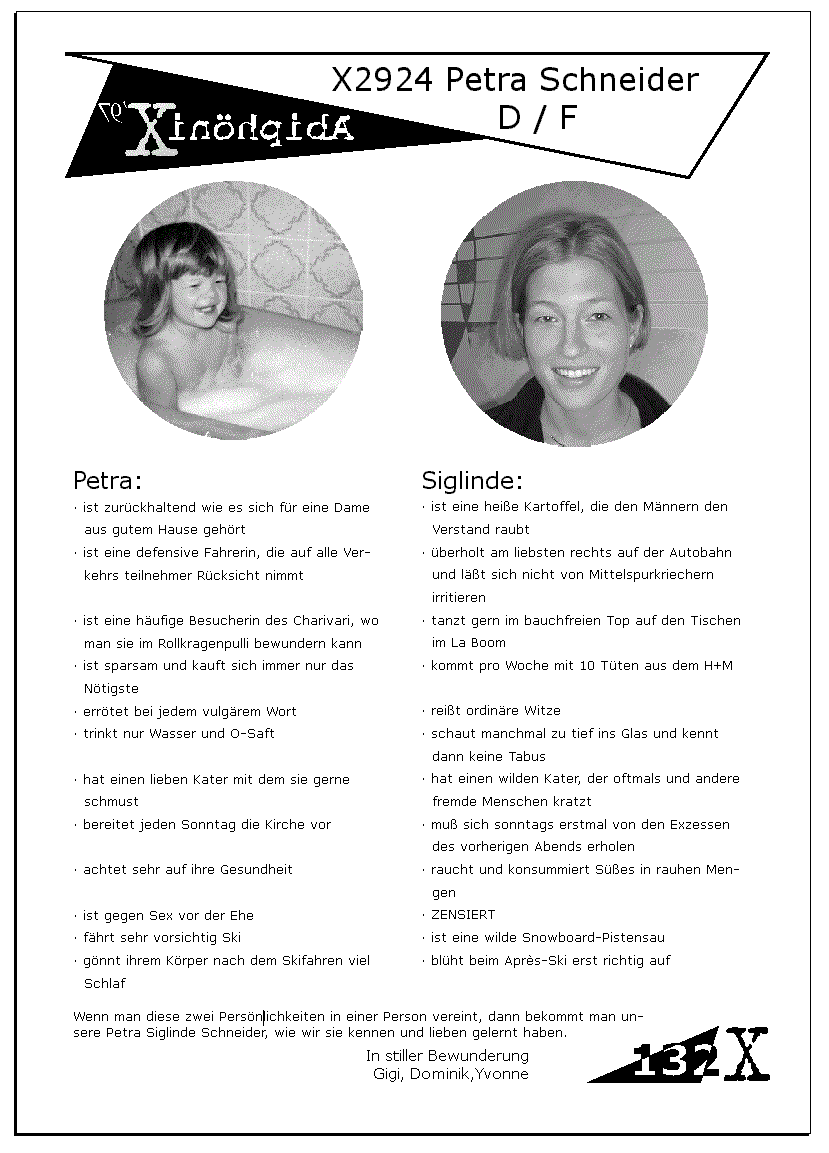 X2924 Petra Schneider
D / F
Abiphöni X '97
Petra:
· ist zurückhaltend wie es sich für eine Dame
aus gutem Hause gehört
· ist eine defensive Fahrerin, die auf alle Ver-
kehrs teilnehmer Rücksicht nimmt
· ist eine häufige Besucherin des Charivari, wo
man sie im Rollkragenpulli bewundern kann
· ist sparsam und kauft sich immer nur das
Nötigste
· errötet bei jedem vulgärem Wort
· trinkt nur Wasser und O-Saft
· hat einen lieben Kater mit dem sie gerne
schmust
· bereitet jeden Sonntag die Kirche vor
· achtet sehr auf ihre Gesundheit
· ist gegen Sex vor der Ehe
· fährt sehr vorsichtig Ski
· gönnt ihrem Körper nach dem Skifahren viel
Schlaf
Siglinde:
· ist eine heiße Kartoffel, die den Männern den
Verstand raubt
· überholt am liebsten rechts auf der Autobahn
und läßt sich nicht von Mittelspurkriechern
irritieren
· tanzt gern im bauchfreien Top auf den Tischen
im La Boom
· kommt pro Woche mit 10 Tüten aus dem H+M
· reißt ordinäre Witze
· schaut manchmal zu tief ins Glas und kennt
dann keine Tabus
· hat einen wilden Kater, der oftmals und andere
fremde Menschen kratzt
· muß sich sonntags erstmal von den Exzessen
des vorherigen Abends erholen
· raucht und konsummiert Süßes in rauhen Men-
gen
· ZENSIERT
· ist eine wilde Snowboard-Pistensau
· blüht beim Après-Ski erst richtig auf
Wenn man diese zwei Persönlichkeiten in einer Person vereint, dann bekommt man un-
sere Petra Siglinde Schneider, wie wir sie kennen und lieben gelernt haben.
In stiller Bewunderung
Gigi, Dominik,Yvonne
132X